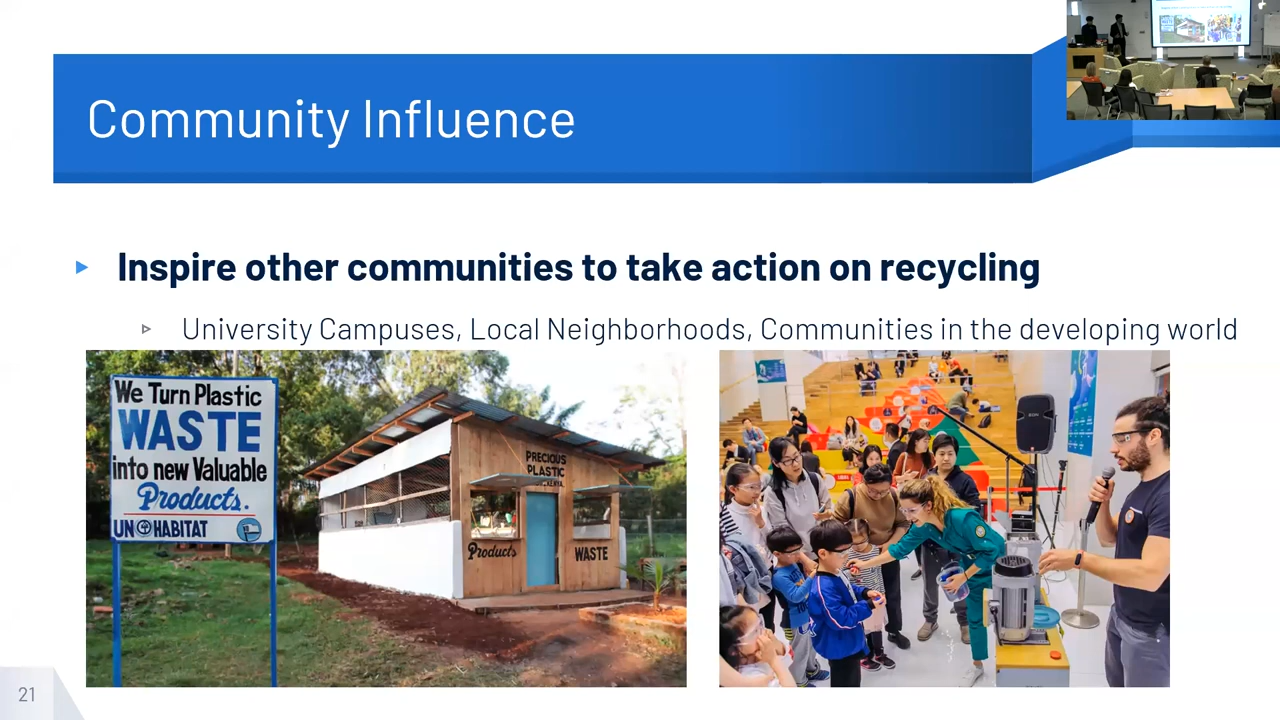 Community Influence
Inspire other communities to take action on recycling
University Campuses, Local Neighborhoods, Communities in the developing world
We Turn Plastic
WASTE
into new Valuable
Products.
UN HABITAT
PRECIOUS
PLASTIC
KENYA
Products
WASTE
21